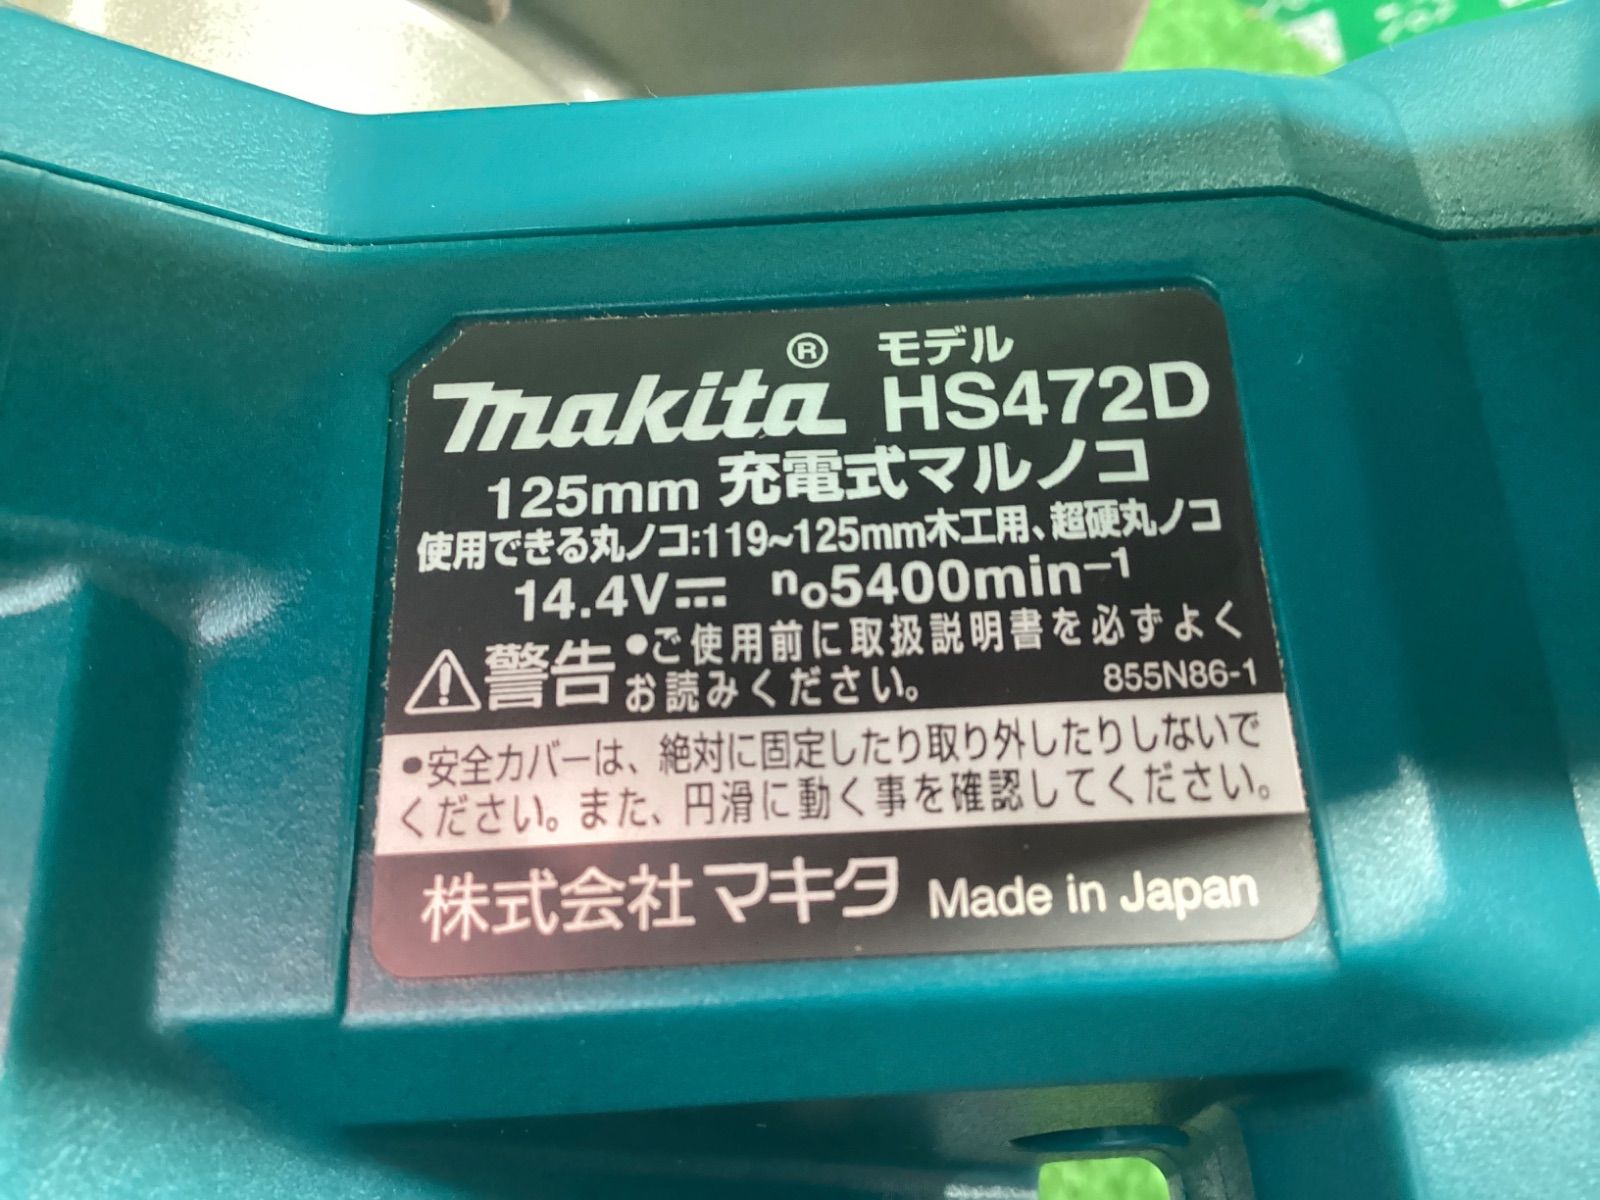 makita® モデル HS472D
125mm 充電式マルノコ
使用できる丸ノコ:119~125mm木工用、超硬丸ノコ
14.4V⎓ no5400min⁻¹
⚠警告 •ご使用前に取扱説明書を必ずよく
お読みください。 855N86-1
•安全カバーは、絶対に固定したり取り外したりしないで
ください。また、円滑に動く事を確認してください。
株式会社マキタ Made in Japan